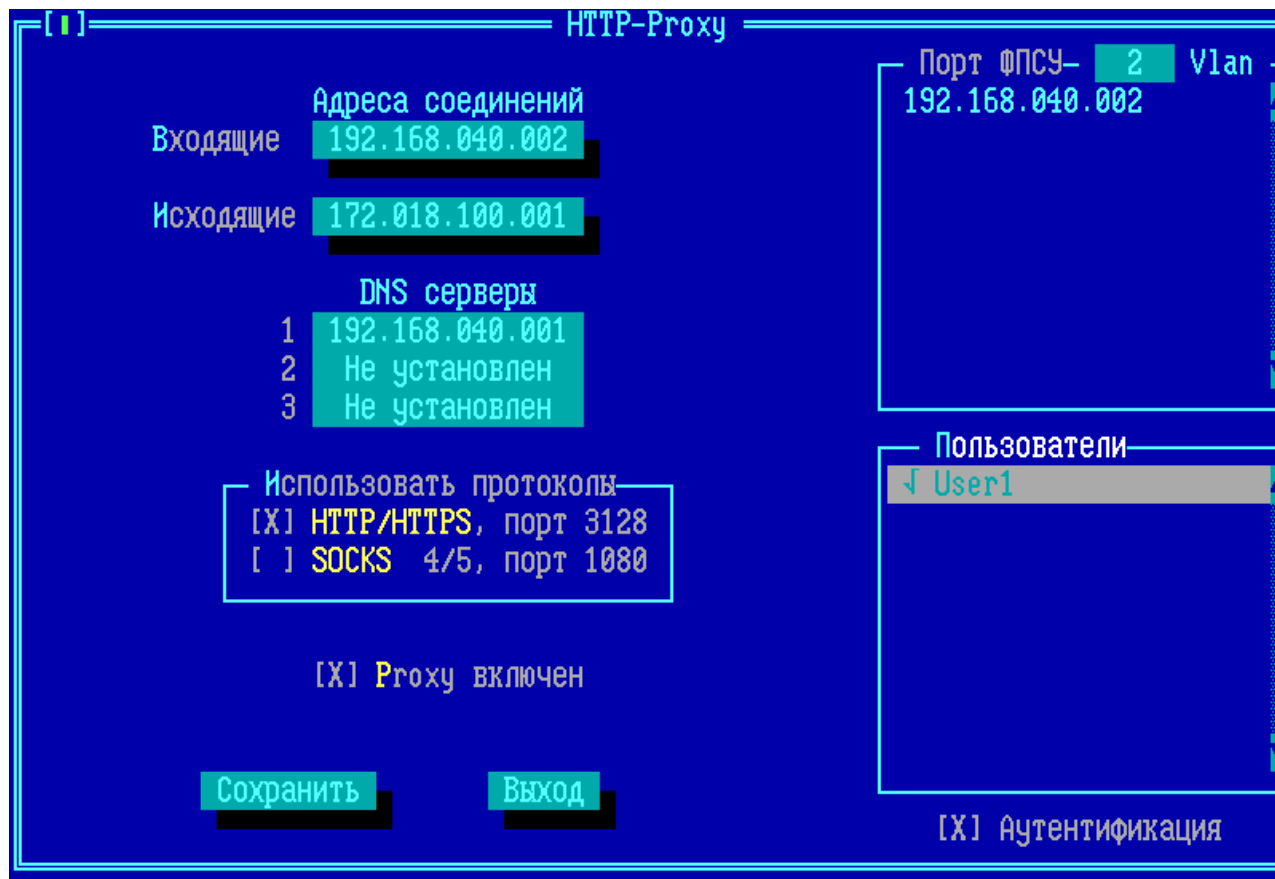 [ ] HTTP-Proxy
Адреса соединений
Входящие 192.168.040.002
Исходящие 172.018.100.001
DNS серверы
1 192.168.040.001
2 Не установлен
3 Не установлен
Использовать протоколы
[X] HTTP/HTTPS, порт 3128
[ ] SOCKS 4/5, порт 1080
[X] Proxy включен
Сохранить Выход
Порт ФПСУ 2 Vlan
192.168.040.002
Пользователи
√ User1
[X] Аутентификация